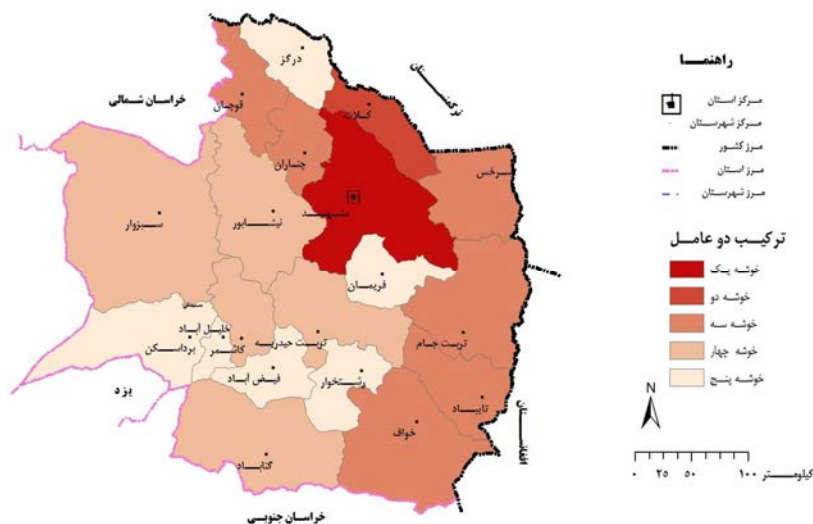 درگز
خراسان شمالی
ترکمنستان
قوچان
کلات
چناران
سرخس
مشهد
نیشابور
سبزوار
فریمان
خلیل آباد
بردسکن
کاشمر
تربت حیدریه
تربت جام
فیض آباد
رشتخوار
یزد
تایباد
خواف
افغانستان
گناباد
خراسان جنوبی
راهنما
مرکز استان
مرکز شهرستان
مرز کشور
مرز استان
مرز شهرستان
ترکیب دو عامل
خوشه یک
خوشه دو
خوشه سه
خوشه چهار
خوشه پنج
N
۰ ۲۵ ۵۰ ۱۰۰ کیلومتر